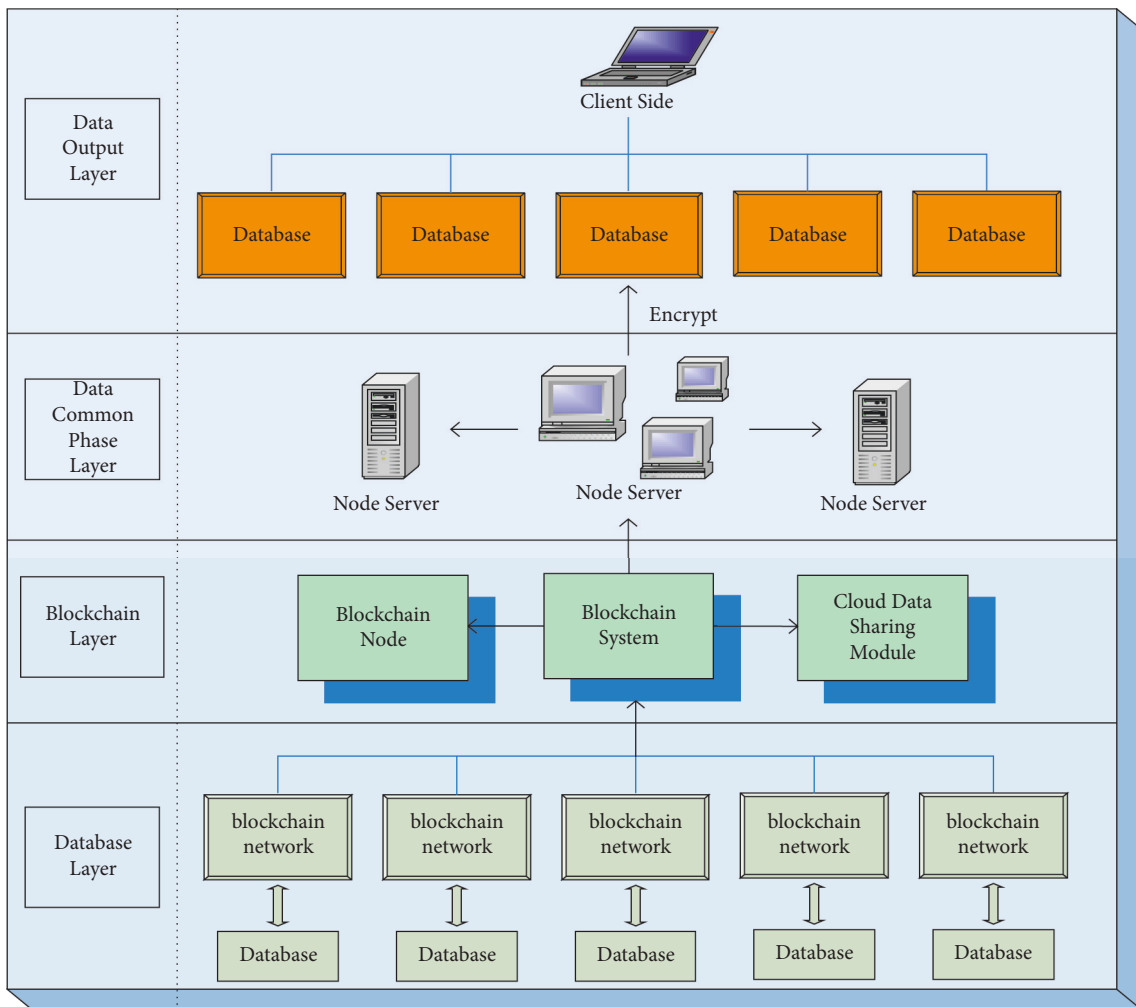 Client Side
Data
Output
Layer
Database
Database
Database
Database
Database
Encrypt
Data
Common
Phase
Layer
Node Server
Node Server
Node Server
Blockchain
Layer
Blockchain
Node
Blockchain
System
Cloud Data
Sharing
Module
Database
Layer
blockchain
network
blockchain
network
blockchain
network
blockchain
network
blockchain
network
Database
Database
Database
Database
Database